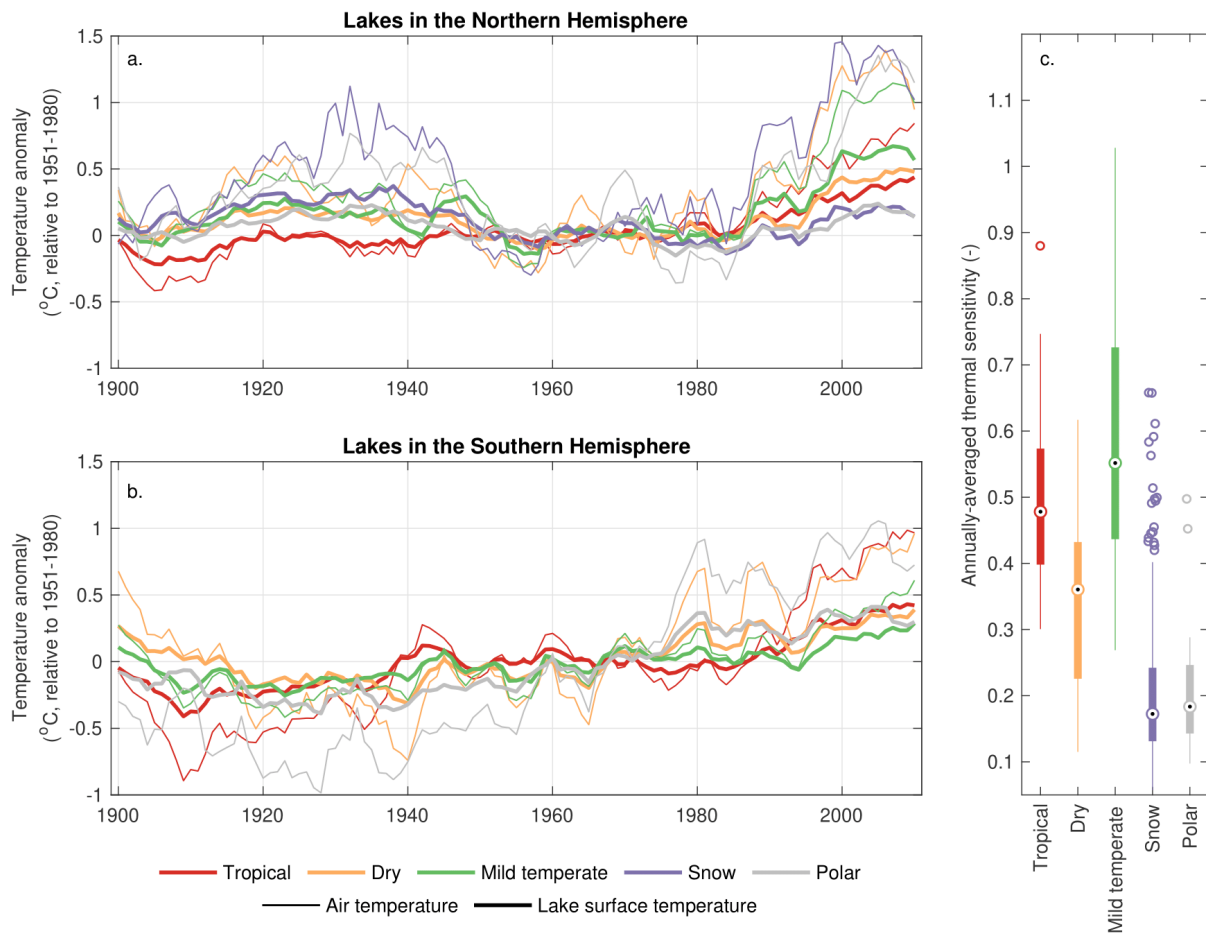 Lakes in the Northern Hemisphere
a.
Temperature anomaly
(°C, relative to 1951-1980)
1.5
1
0.5
0
-0.5
-1
1900
1920
1940
1960
1980
2000
Lakes in the Southern Hemisphere
b.
Temperature anomaly
(°C, relative to 1951-1980)
1.5
1
0.5
0
-0.5
-1
1900
1920
1940
1960
1980
2000
Tropical
Dry
Mild temperate
Snow
Polar
Air temperature
Lake surface temperature
c.
Annually-averaged thermal sensitivity (-)
1.1
1
0.9
0.8
0.7
0.6
0.5
0.4
0.3
0.2
0.1
Tropical
Dry
Mild temperate
Snow
Polar